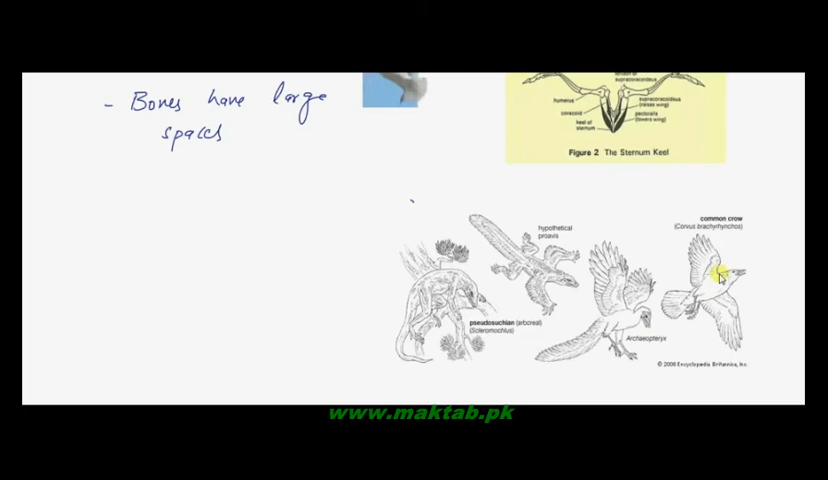 - Bones have large
spaces
humerus
coracoid
keel of
sternum
supracoracoideus
supracoracoideus
(raises wing)
pectoralis
(lowers wing)
Figure 2 The Sternum Keel
hypothetical
proavis
common crow
(Corvus brachyrhynchos)
pseudosuchian (arboreal)
(Scleromochlus)
Archaeopteryx
© 2006 Encyclopædia Britannica, Inc.
www.maktab.pk